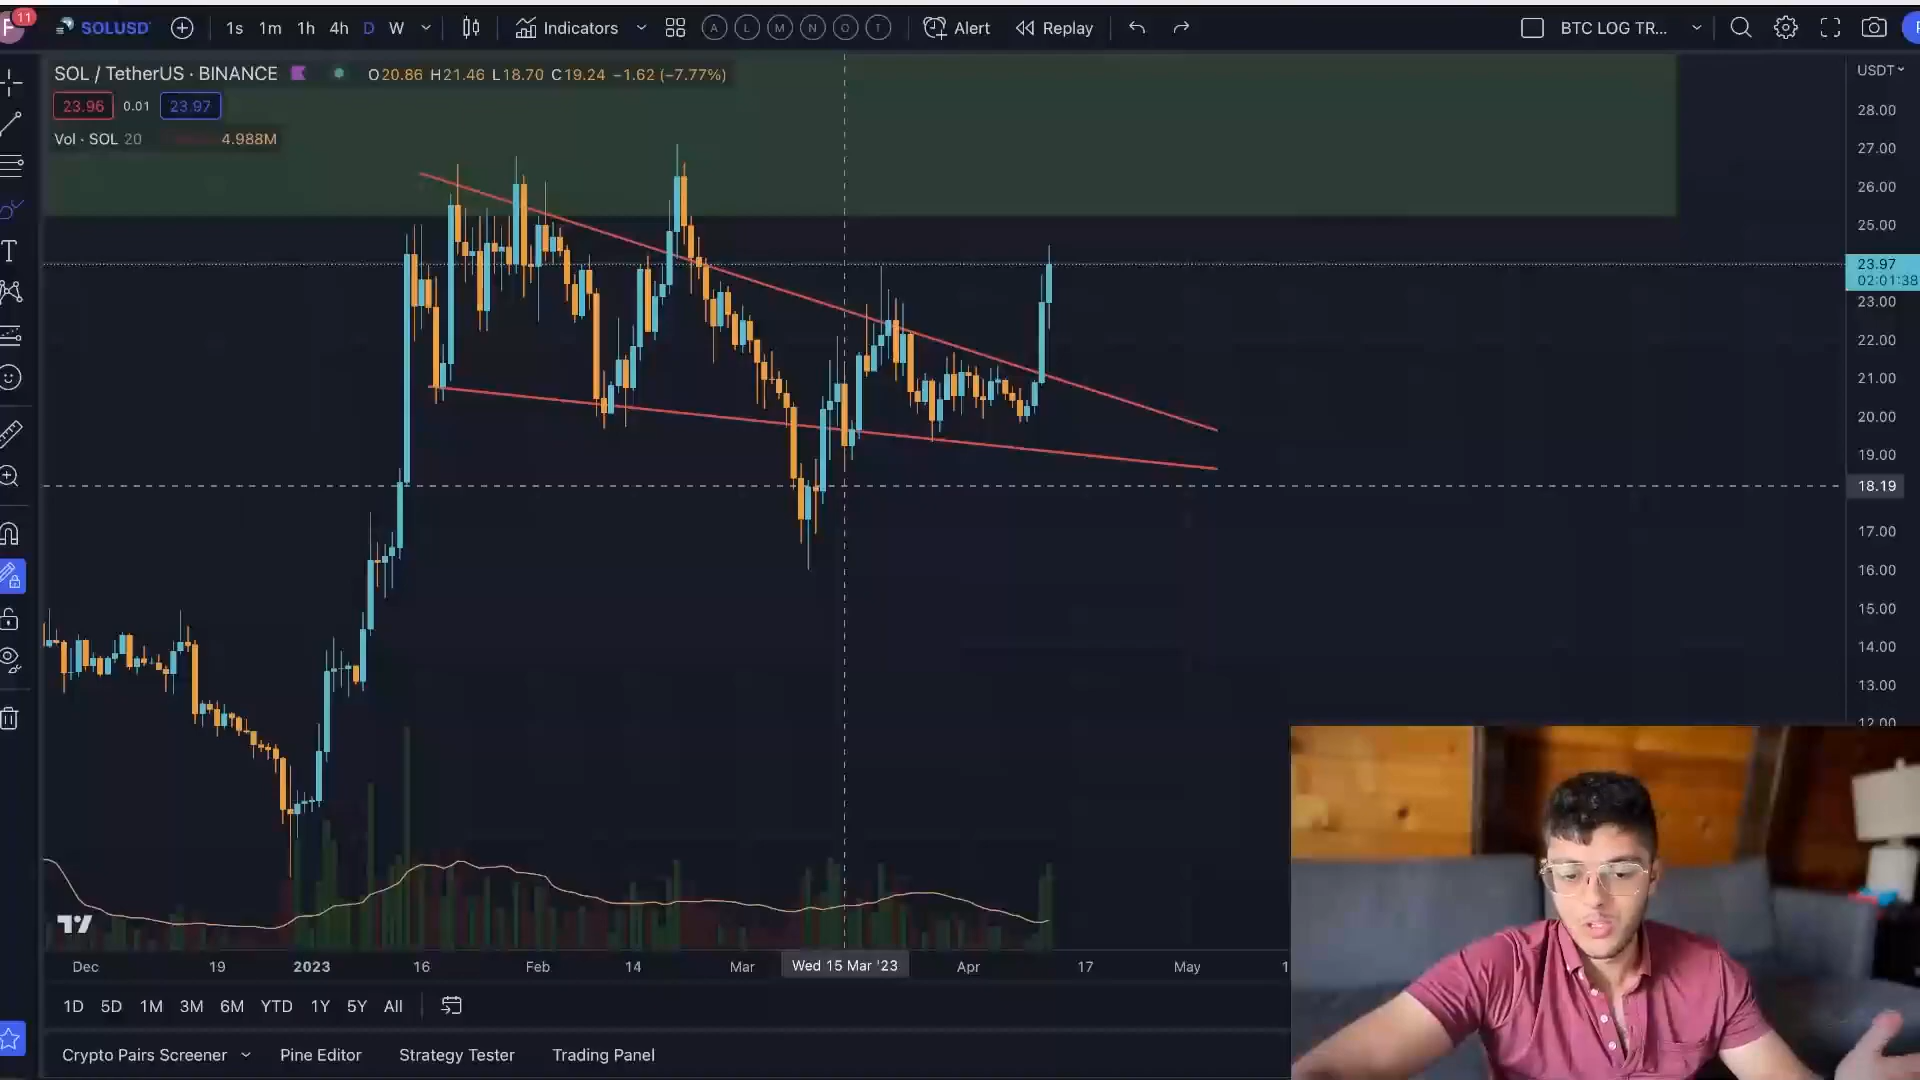 11
P SOLUSD 1s 1m 1h 4h D W Indicators A L M N O T Alert Replay BTC LOG TR...
SOL / TetherUS · BINANCE O20.86 H21.46 L18.70 C19.24 −1.62 (−7.77%)
USDT
23.96 0.01 23.97
Vol · SOL 20 4.988M
28.00
27.00
26.00
25.00
23.97
02:01:38
23.00
22.00
21.00
20.00
19.00
18.19
17.00
16.00
15.00
14.00
13.00
12.00
Dec 19 2023 16 Feb 14 Mar Wed 15 Mar '23 Apr 17 May 1
1D 5D 1M 3M 6M YTD 1Y 5Y All
Crypto Pairs Screener Pine Editor Strategy Tester Trading Panel